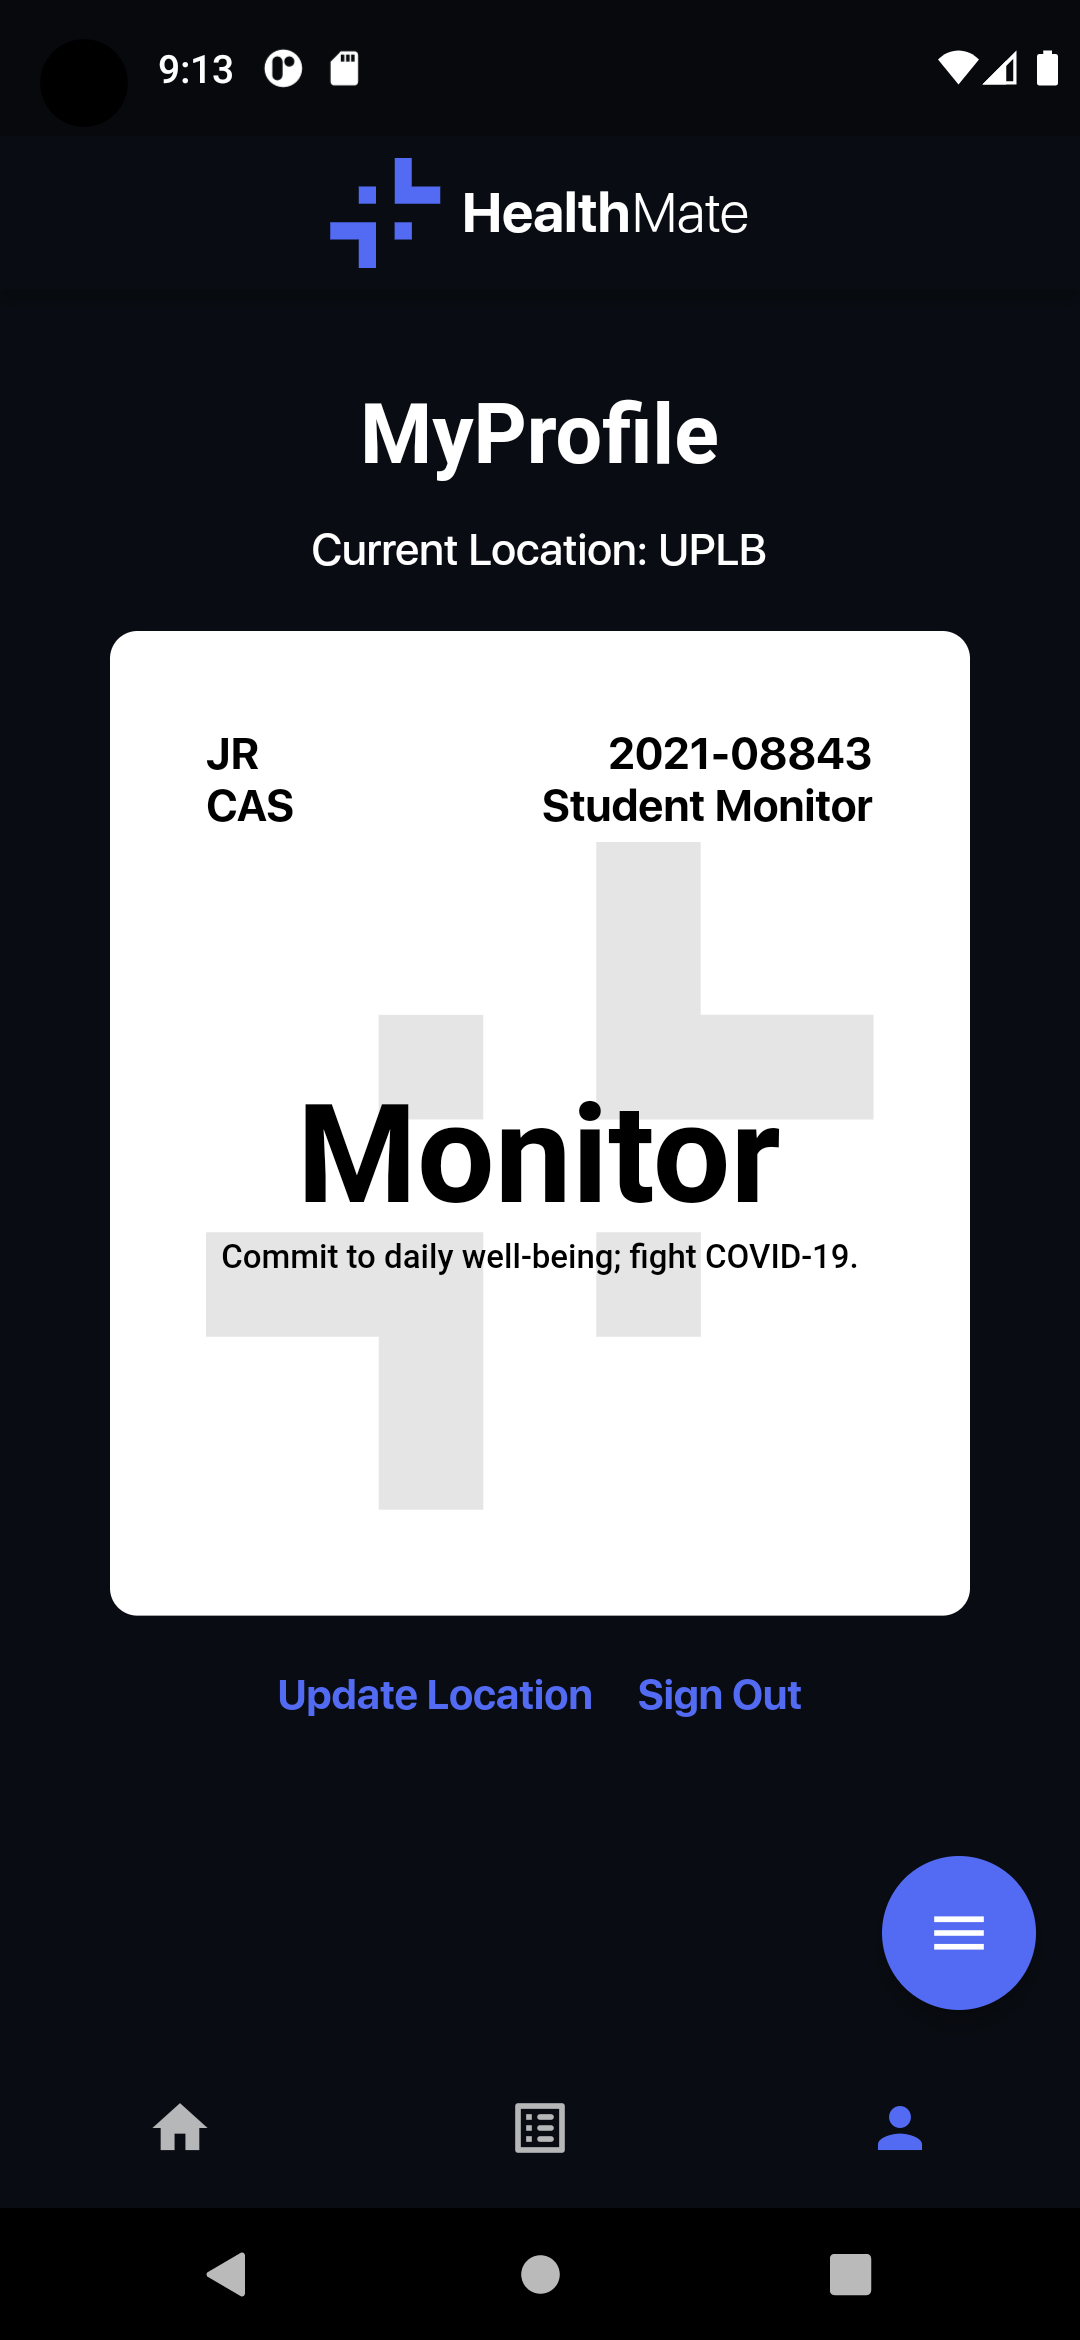 9:13
HealthMate
MyProfile
Current Location: UPLB
JR 2021-08843
CAS Student Monitor
Monitor
Commit to daily well-being; fight COVID-19.
Update Location Sign Out